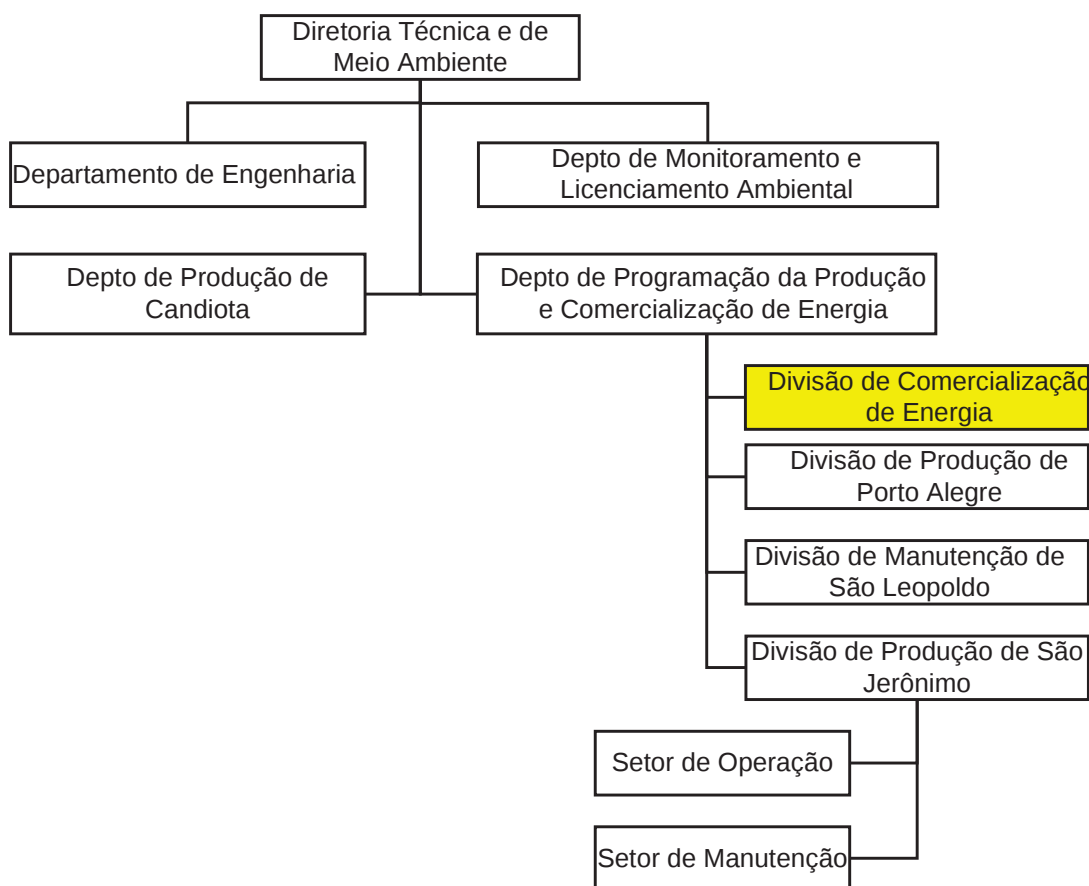 Diretoria Técnica e de
Meio Ambiente
Departamento de Engenharia
Depto de Monitoramento e
Licenciamento Ambiental
Depto de Produção de
Candiota
Depto de Programação da Produção
e Comercialização de Energia
Divisão de Comercialização
de Energia
Divisão de Produção de
Porto Alegre
Divisão de Manutenção de
São Leopoldo
Divisão de Produção de São
Jerônimo
Setor de Operação
Setor de Manutenção